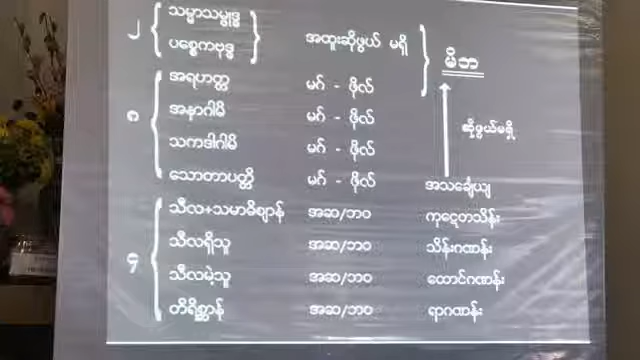 ၂ သမ္မာသမ္ဗုဒ္ဓ
ပစ္စေကဗုဒ္ဓ အထူးဆိုဖွယ် မရှိ မိဘ
၈ အရဟတ္တ မဂ် - ဖိုလ်
အနာဂါမိ မဂ် - ဖိုလ်
သကဒါဂါမိ မဂ် - ဖိုလ် ဆိုဖွယ်မရှိ
သောတာပတ္တိ မဂ် - ဖိုလ် အသင်္ချေယျ
၄ သီလ+သမာဓိဈာန် အဆ/ဘဝ ကုဋေတသိန်း
သီလရှိသူ အဆ/ဘဝ သိန်းဂဏန်း
သီလမဲ့သူ အဆ/ဘဝ ထောင်ဂဏန်း
တိရိစ္ဆာန် အဆ/ဘဝ ရာဂဏန်း